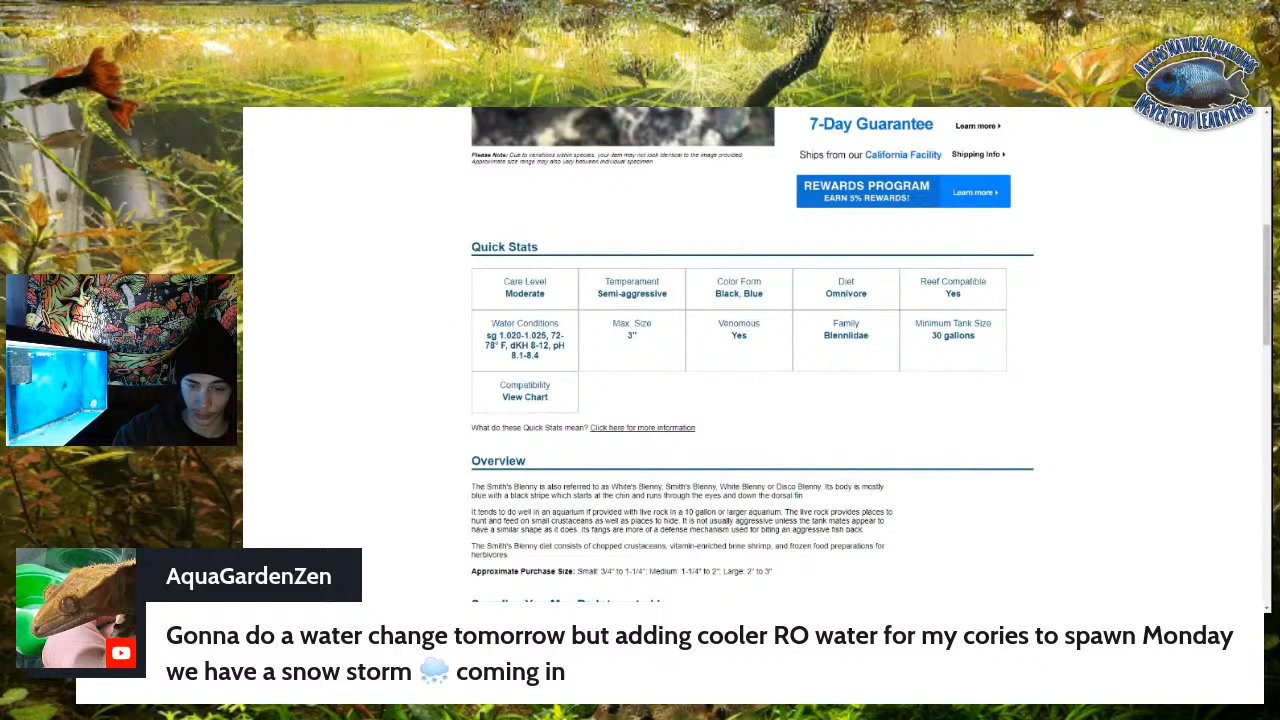 AIKEN'S NATURE AQUARIUMS
NEVER STOP LEARNING
7-Day Guarantee Learn more
Please Note: Due to variations within species, your item may not look identical to the image provided.
Approximate size range may also vary between individual specimen.
Ships from our California Facility Shipping Info
REWARDS PROGRAM
EARN 5% REWARDS!
Learn more
Quick Stats
Care Level
Moderate
Temperament
Semi-aggressive
Color Form
Black, Blue
Diet
Omnivore
Reef Compatible
Yes
Water Conditions
sg 1.020-1.025, 72-
78° F, dKH 8-12, pH
8.1-8.4
Max. Size
3"
Venomous
Yes
Family
Blenniidae
Minimum Tank Size
30 gallons
Compatibility
View Chart
What do these Quick Stats mean? Click here for more information
Overview
The Smith's Blenny is also referred to as White's Blenny, Smith's Blenny, White Blenny or Disco Blenny. Its body is mostly
blue with a black stripe which starts at the chin and runs through the eyes and down the dorsal fin.
It tends to do well in an aquarium if provided with live rock in a 10 gallon or larger aquarium. The live rock provides places to
hunt and feed on small crustaceans as well as places to hide. It is not usually aggressive unless the tank mates appear to
have a similar shape as it does. Its fangs are more of a defense mechanism used for biting an aggressive fish back.
The Smith's Blenny diet consists of chopped crustaceans, vitamin-enriched brine shrimp, and frozen food preparations for
herbivores.
Approximate Purchase Size: Small: 3/4" to 1-1/4"; Medium: 1-1/4" to 2"; Large: 2" to 3"
AquaGardenZen
Gonna do a water change tomorrow but adding cooler RO water for my cories to spawn Monday
we have a snow storm 🌨️ coming in